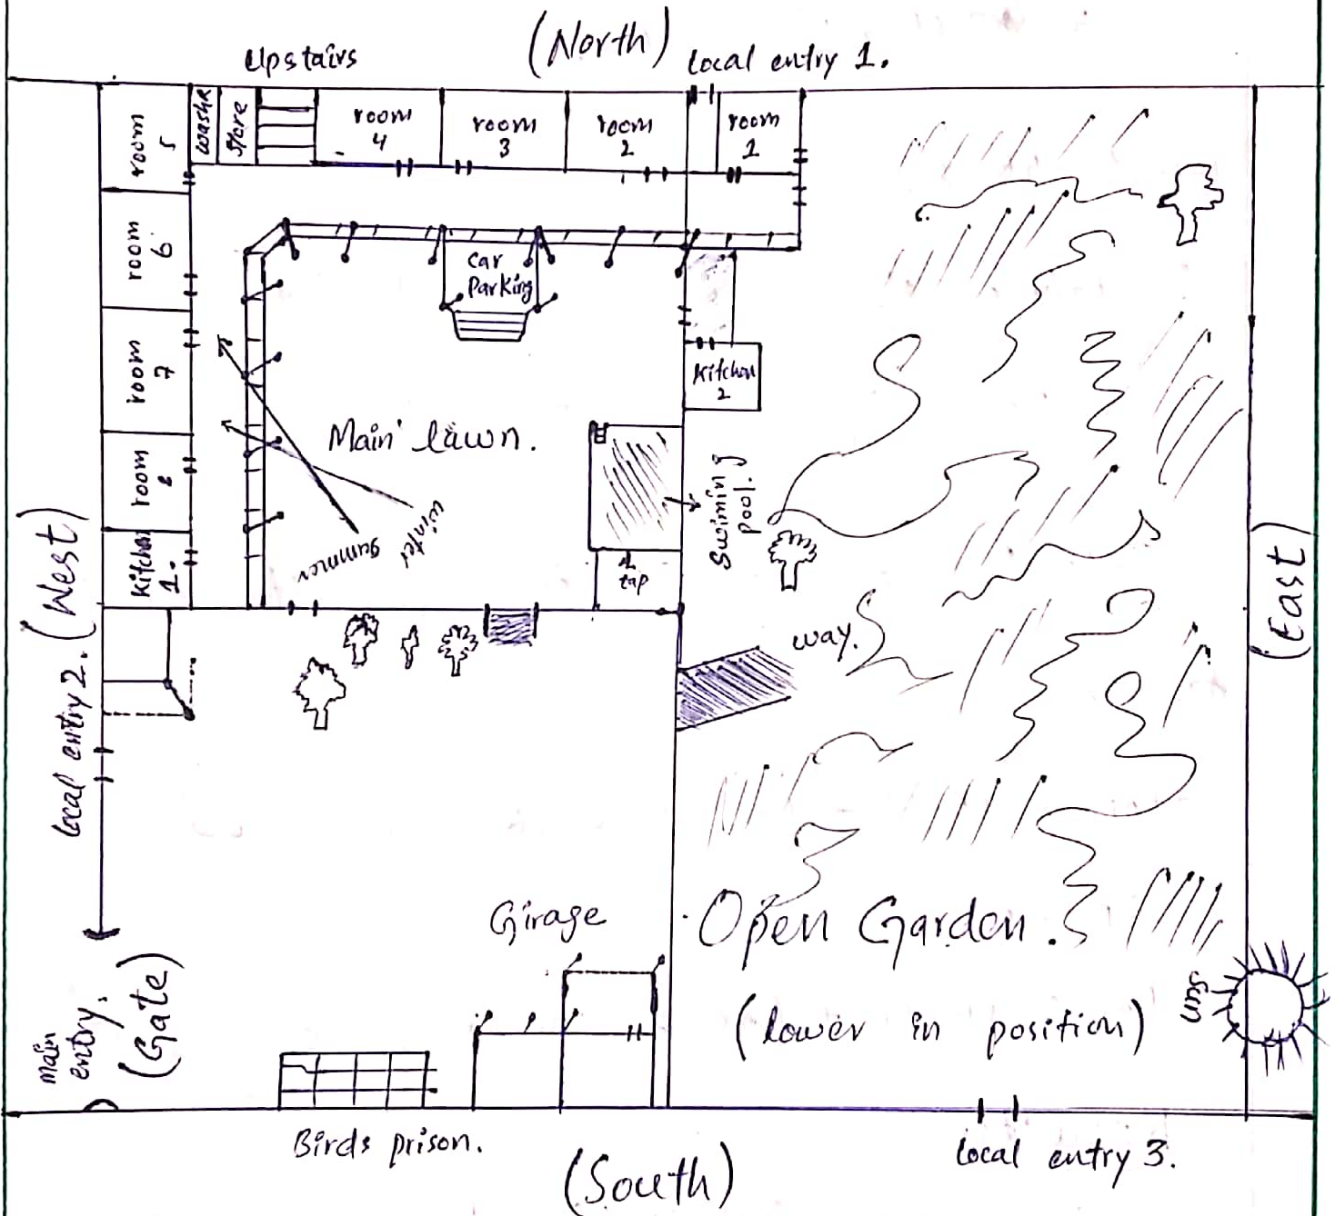 (North)
Upstairs
Local entry 1.
room
5
washr
store
room
4
room
3
room
2
room
1
room
6
Car
Parking
room
7
Kitchen
2
Main lawn.
room
8
winter
summer
Swiming
pool.
tap
Kitchen
1.
(West)
Local entry 2.
(East)
way.
Girage
Open Garden.
(lower in position)
sun
main
entry.
(Gate)
Birds prison.
(South)
Local entry 3.